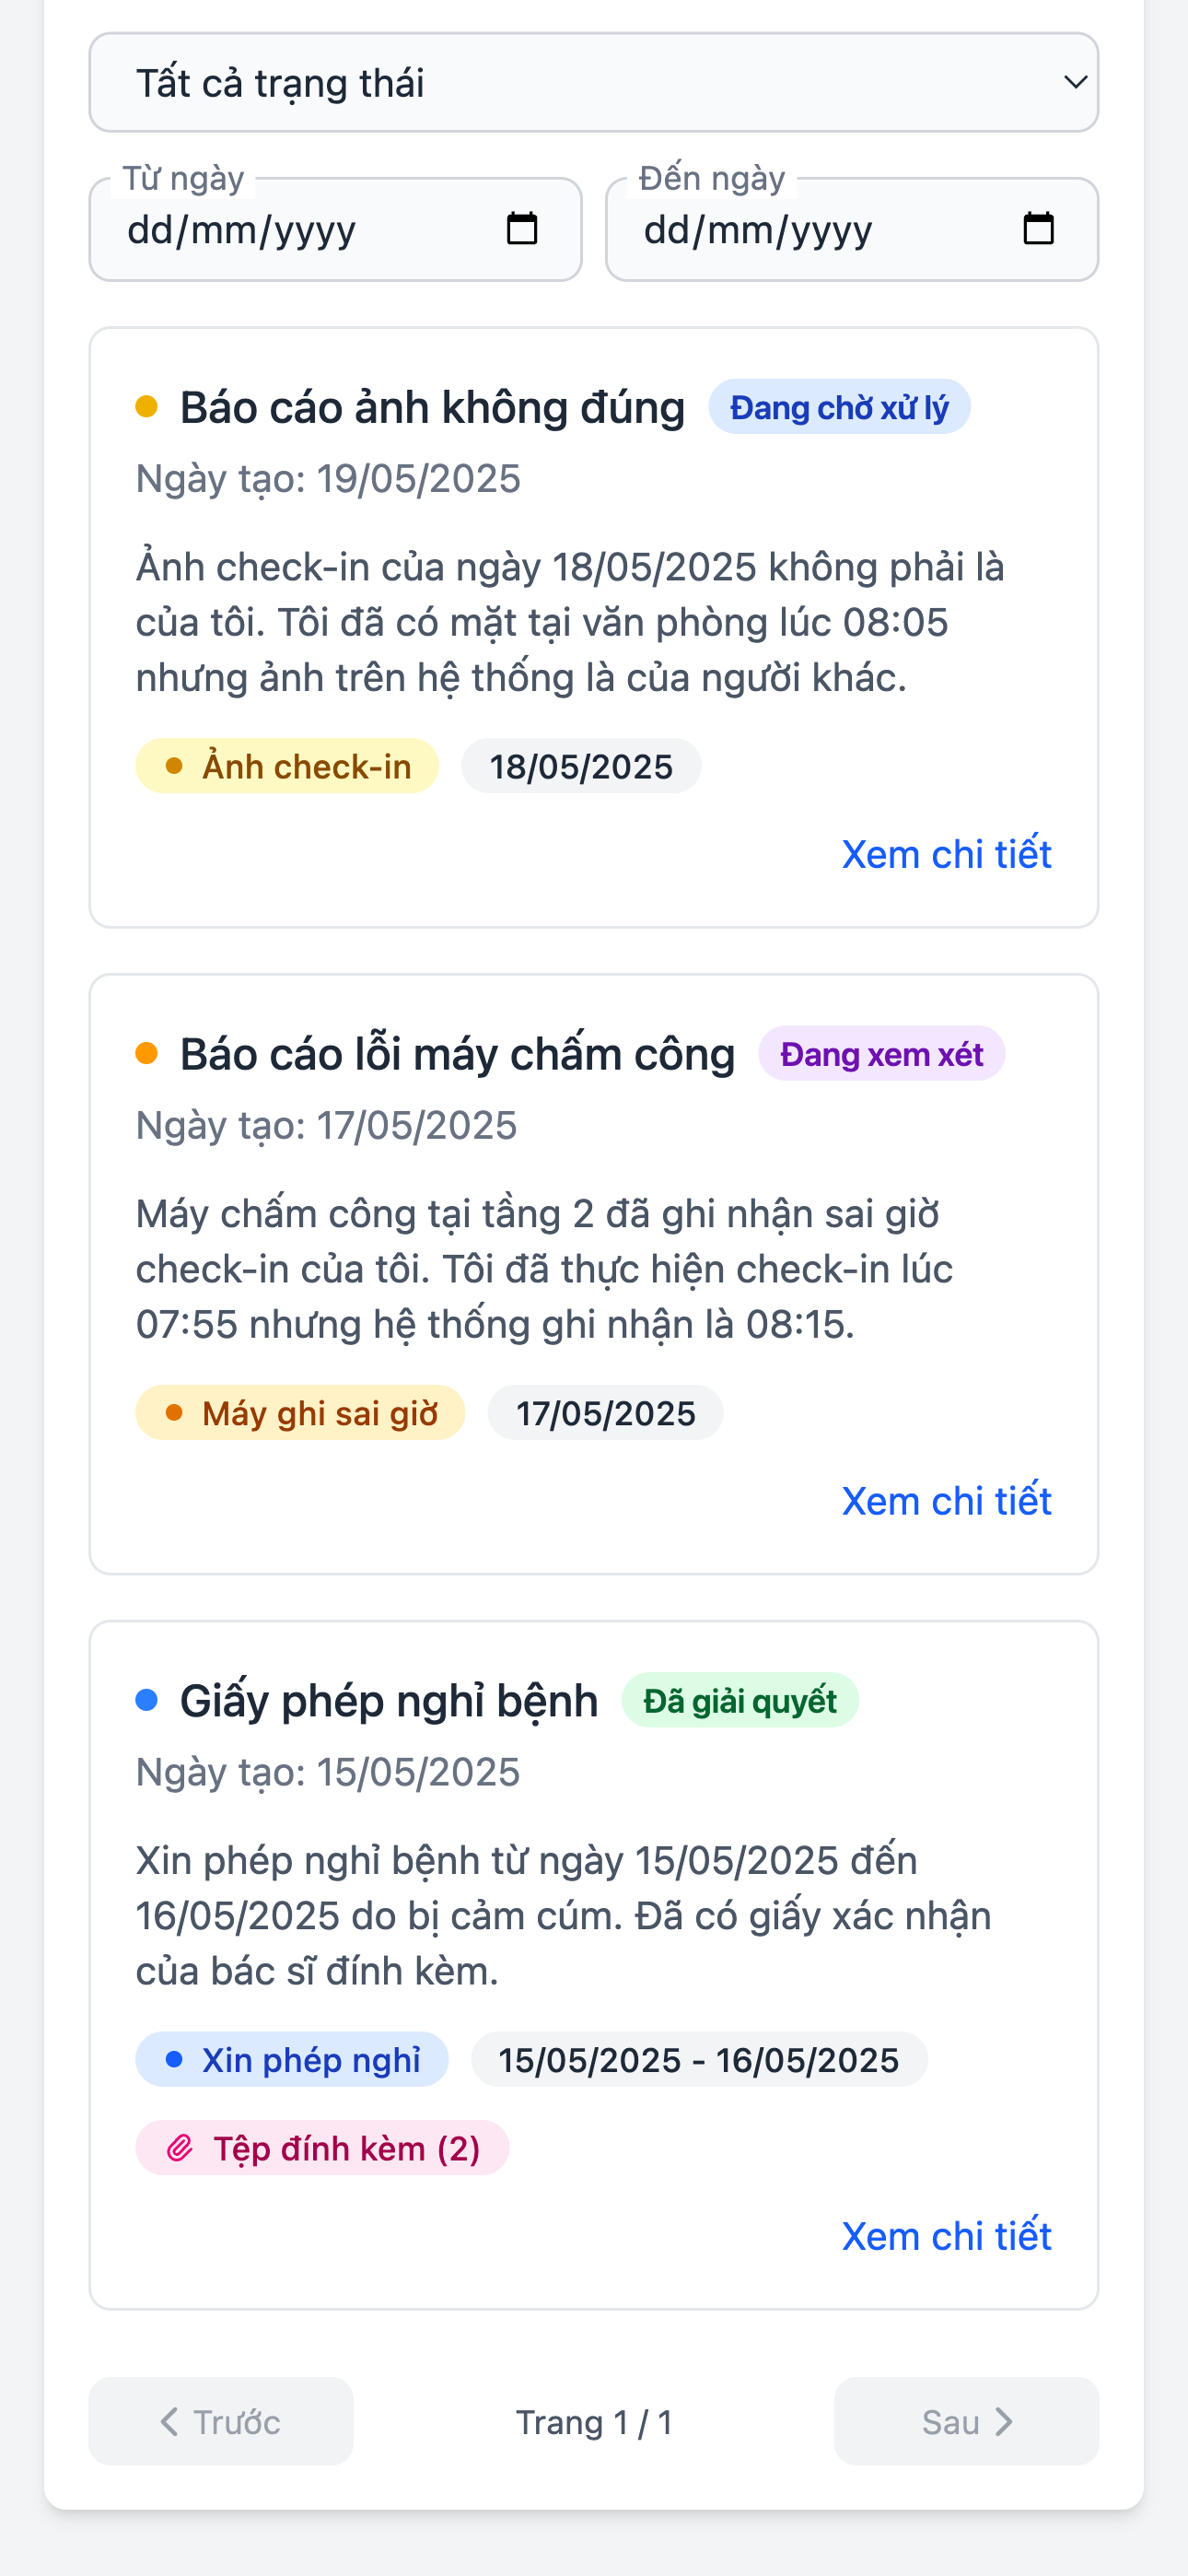 Tất cả trạng thái
Từ ngày
Đến ngày
dd/mm/yyyy
dd/mm/yyyy
Báo cáo ảnh không đúng
Đang chờ xử lý
Ngày tạo: 19/05/2025
Ảnh check-in của ngày 18/05/2025 không phải là
của tôi. Tôi đã có mặt tại văn phòng lúc 08:05
nhưng ảnh trên hệ thống là của người khác.
Ảnh check-in
18/05/2025
Xem chi tiết
Báo cáo lỗi máy chấm công
Đang xem xét
Ngày tạo: 17/05/2025
Máy chấm công tại tầng 2 đã ghi nhận sai giờ
check-in của tôi. Tôi đã thực hiện check-in lúc
07:55 nhưng hệ thống ghi nhận là 08:15.
Máy ghi sai giờ
17/05/2025
Xem chi tiết
Giấy phép nghỉ bệnh
Đã giải quyết
Ngày tạo: 15/05/2025
Xin phép nghỉ bệnh từ ngày 15/05/2025 đến
16/05/2025 do bị cảm cúm. Đã có giấy xác nhận
của bác sĩ đính kèm.
Xin phép nghỉ
15/05/2025 - 16/05/2025
Tệp đính kèm (2)
Xem chi tiết
Trước
Trang 1 / 1
Sau